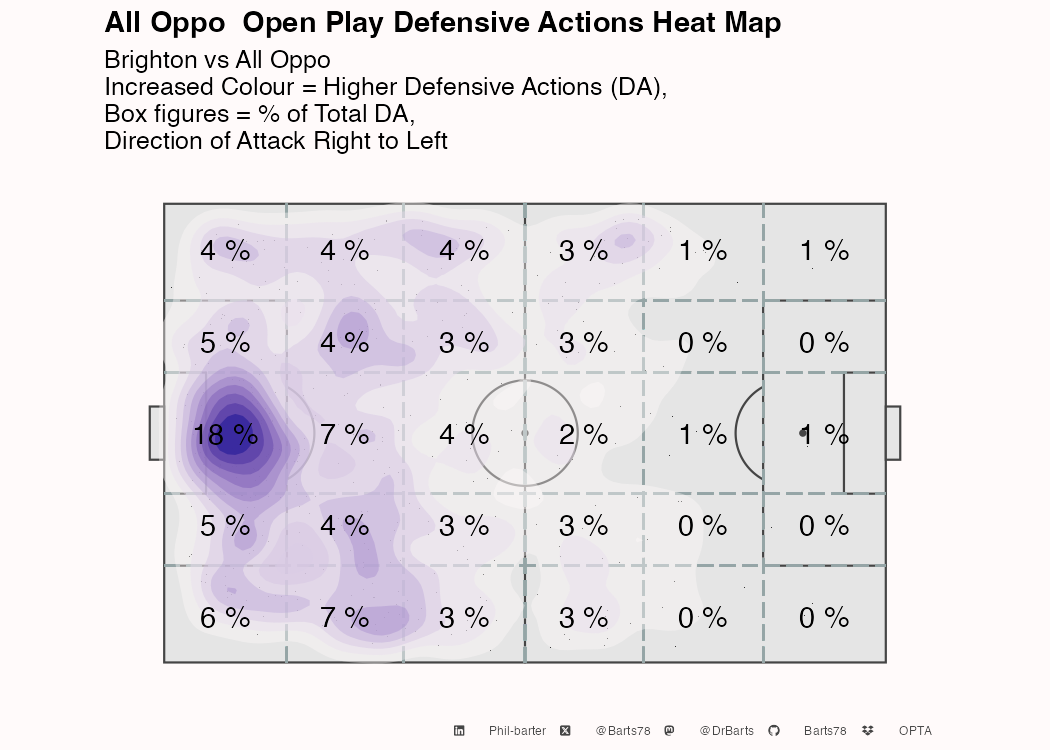 All Oppo  Open Play Defensive Actions Heat Map
Brighton vs All Oppo
Increased Colour = Higher Defensive Actions (DA),
Box figures = % of Total DA,
Direction of Attack Right to Left
4 % 4 % 4 % 3 % 1 % 1 %
5 % 4 % 3 % 3 % 0 % 0 %
18 % 7 % 4 % 2 % 1 % 1 %
5 % 4 % 3 % 3 % 0 % 0 %
6 % 7 % 3 % 3 % 0 % 0 %
Phil-barter @Barts78 @DrBarts Barts78 OPTA